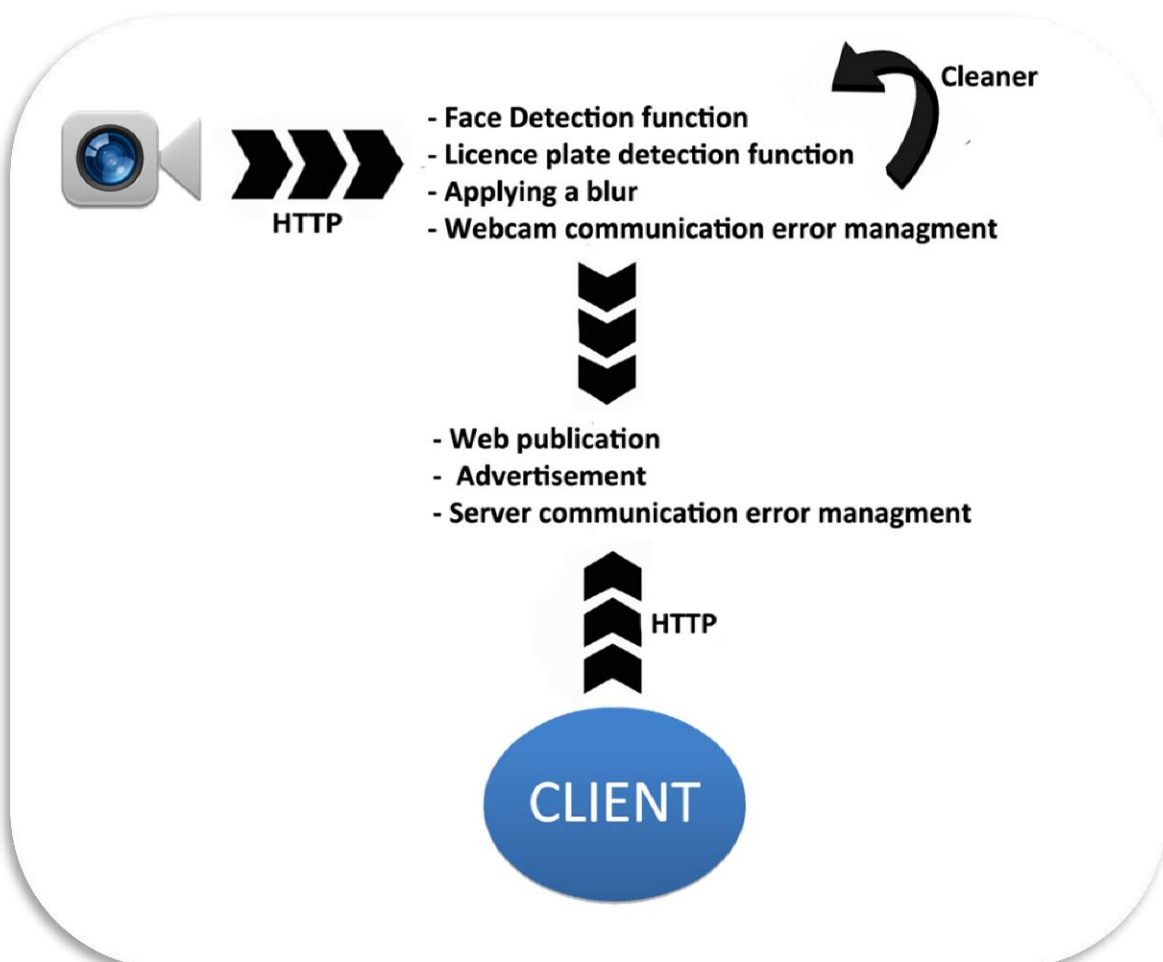 Cleaner
- Face Detection function
- Licence plate detection function
- Applying a blur
- Webcam communication error managment
HTTP
- Web publication
- Advertisement
- Server communication error managment
HTTP
CLIENT